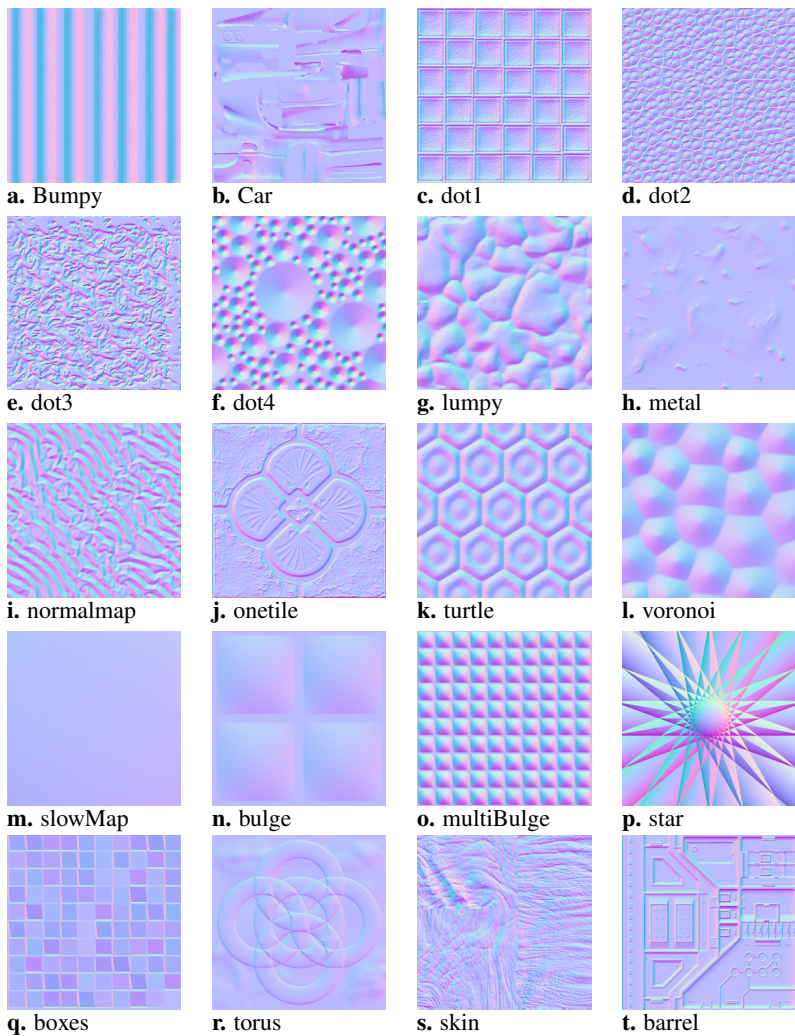 a. Bumpy
b. Car
c. dot1
d. dot2
e. dot3
f. dot4
g. lumpy
h. metal
i. normalmap
j. onetile
k. turtle
l. voronoi
m. slowMap
n. bulge
o. multiBulge
p. star
q. boxes
r. torus
s. skin
t. barrel